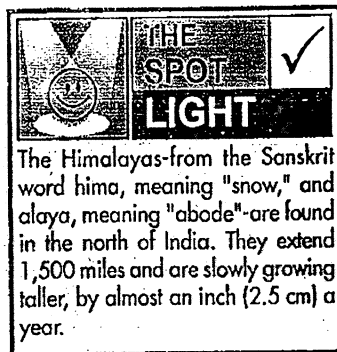 THE
SPOT
LIGHT
The Himalayas-from the Sanskrit
word hima, meaning "snow," and
alaya, meaning "abode"-are found
in the north of India. They extend
1,500 miles and are slowly growing
taller, by almost an inch (2.5 cm) a
year.